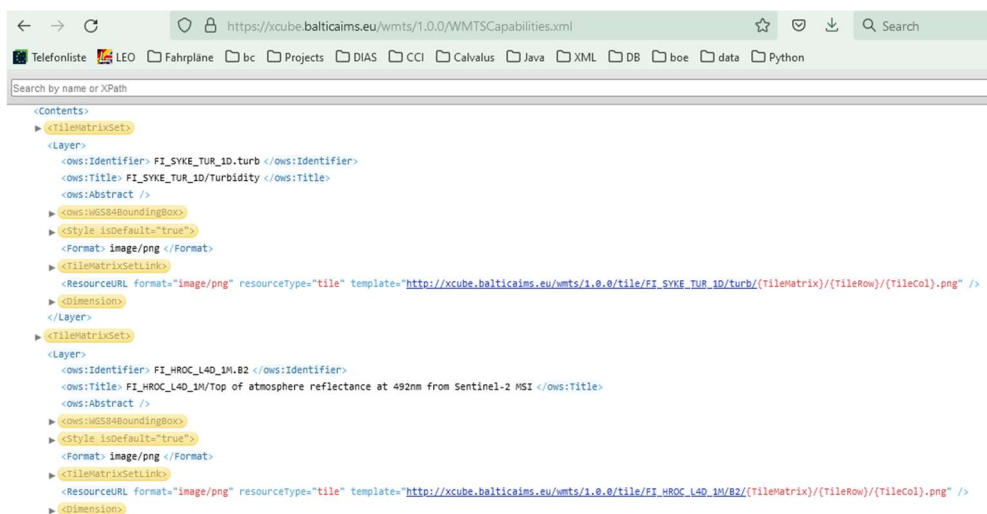 https://xcube.balticaims.eu/wmts/1.0.0/WMTSCapabilities.xml Search
Telefonliste LEO Fahrpläne bc Projects DIAS CCI Calvalus Java XML DB boe data Python
Search by name or XPath
<Contents>
<TileMatrixSet>
<Layer>
<ows:Identifier> FI_SYKE_TUR_1D.turb </ows:Identifier>
<ows:Title> FI_SYKE_TUR_1D/Turbidity </ows:Title>
<ows:Abstract />
<ows:WGS84BoundingBox>
<Style isDefault="true">
<Format> image/png </Format>
<TileMatrixSetLink>
<ResourceURL format="image/png" resourceType="tile" template="http://xcube.balticaims.eu/wmts/1.0.0/tile/FI_SYKE_TUR_1D/turb/{TileMatrix}/{TileRow}/{TileCol}.png" />
<Dimension>
</Layer>
<TileMatrixSet>
<Layer>
<ows:Identifier> FI_HROC_L4D_1M.B2 </ows:Identifier>
<ows:Title> FI_HROC_L4D_1M/Top of atmosphere reflectance at 492nm from Sentinel-2 MSI </ows:Title>
<ows:Abstract />
<ows:WGS84BoundingBox>
<Style isDefault="true">
<Format> image/png </Format>
<TileMatrixSetLink>
<ResourceURL format="image/png" resourceType="tile" template="http://xcube.balticaims.eu/wmts/1.0.0/tile/FI_HROC_L4D_1M/B2/{TileMatrix}/{TileRow}/{TileCol}.png" />
<Dimension>